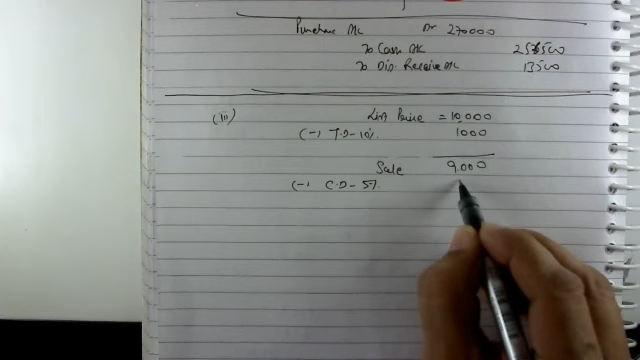 Purchase A/c Dr 270000
To Cash A/c 256500
To Dis. Receive A/c 13500
(iii) List Price = 10,000
(-) T.D - 10% 1000
Sale 9,000
(-) C.D - 5%